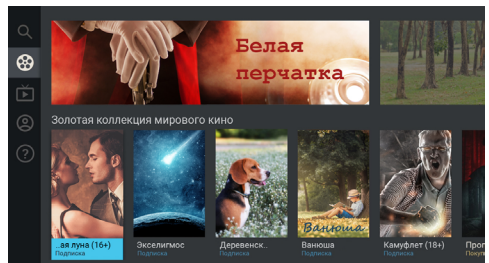 Белая
перчатка
Золотая коллекция мирового кино
Ванюша
..ая луна (16+)
Подписка
Экселигмос
Подписка
Деревенск..
Подписка
Ванюша
Подписка
Камуфлет (18+)
Подписка
Прог
Покуп